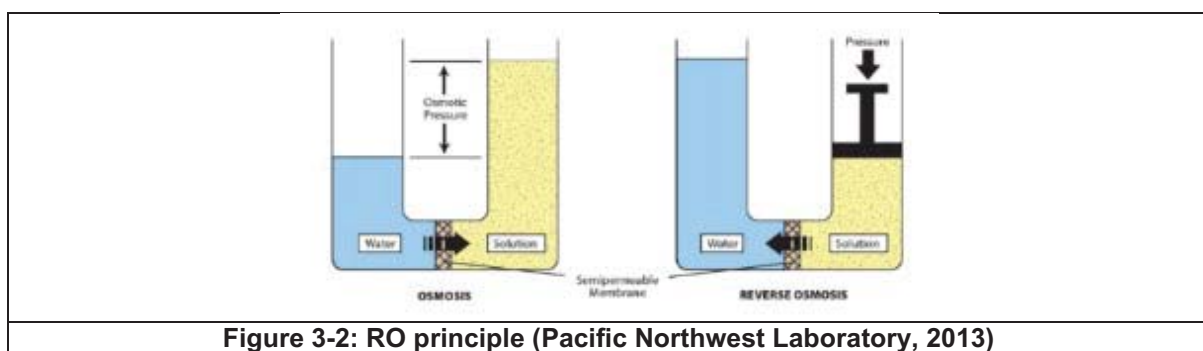 Osmotic
Pressure
Water
Solution
OSMOSIS
Semipermeable
Membrane
Pressure
Water
Solution
REVERSE OSMOSIS
Figure 3-2: RO principle (Pacific Northwest Laboratory, 2013)